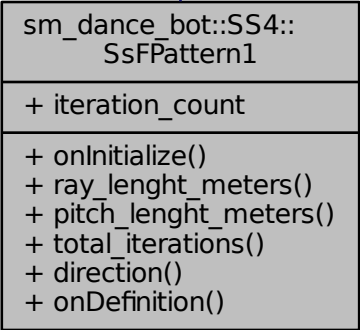 sm_dance_bot::SS4::
SsFPattern1
+ iteration_count
+ onInitialize()
+ ray_lenght_meters()
+ pitch_lenght_meters()
+ total_iterations()
+ direction()
+ onDefinition()